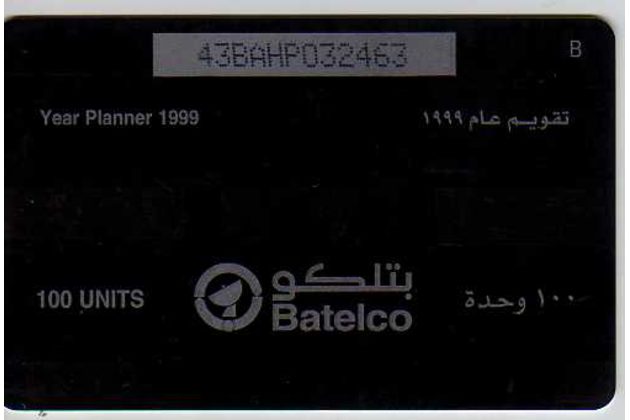 43BAHP032463
B
Year Planner 1999
تقويم عام ١٩٩٩
100 UNITS
بتلكو
Batelco
١٠٠ وحدة